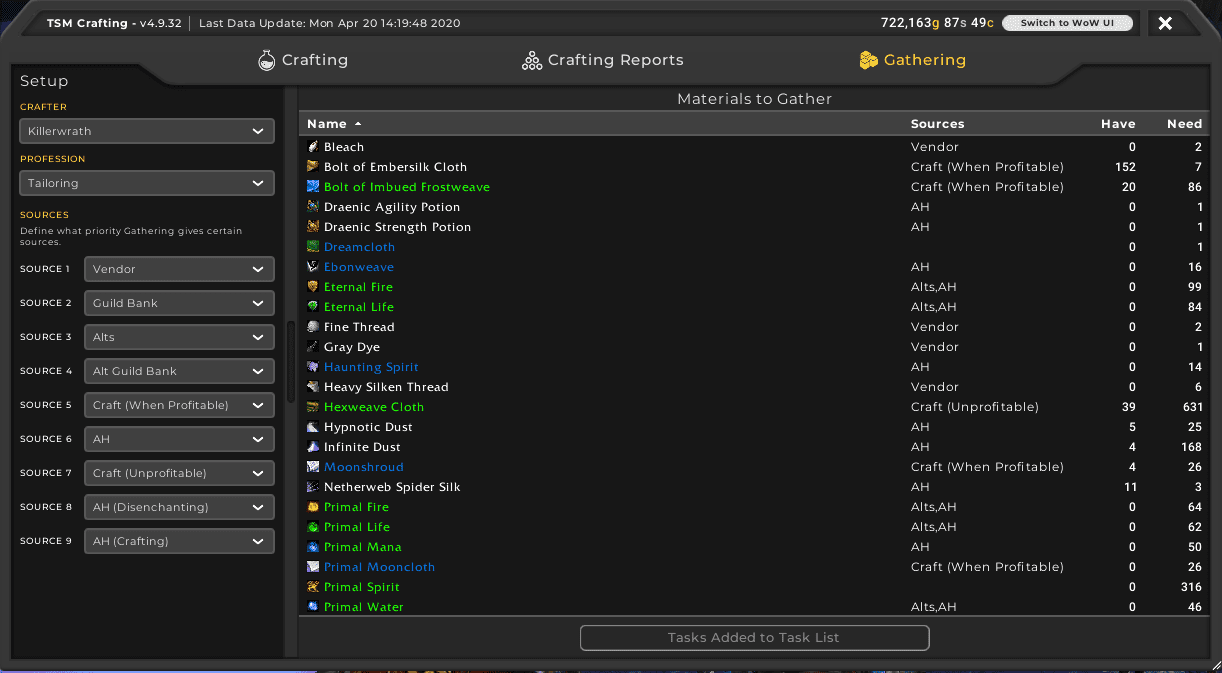 TSM Crafting - v4.9.32 | Last Data Update: Mon Apr 20 14:19:48 2020 722,163g 87s 49c Switch to WoW UI
Crafting Crafting Reports Gathering
Setup
CRAFTER
Killerwrath
PROFESSION
Tailoring
SOURCES
Define what priority Gathering gives certain
sources.
SOURCE 1 Vendor
SOURCE 2 Guild Bank
SOURCE 3 Alts
SOURCE 4 Alt Guild Bank
SOURCE 5 Craft (When Profitable)
SOURCE 6 AH
SOURCE 7 Craft (Unprofitable)
SOURCE 8 AH (Disenchanting)
SOURCE 9 AH (Crafting)
Materials to Gather
Name Sources Have Need
Bleach Vendor 0 2
Bolt of Embersilk Cloth Craft (When Profitable) 152 7
Bolt of Imbued Frostweave Craft (When Profitable) 20 86
Draenic Agility Potion AH 0 1
Draenic Strength Potion AH 0 1
Dreamcloth 0 1
Ebonweave AH 0 16
Eternal Fire Alts,AH 0 99
Eternal Life Alts,AH 0 84
Fine Thread Vendor 0 2
Gray Dye Vendor 0 1
Haunting Spirit AH 0 14
Heavy Silken Thread Vendor 0 6
Hexweave Cloth Craft (Unprofitable) 39 631
Hypnotic Dust AH 5 25
Infinite Dust AH 4 168
Moonshroud Craft (When Profitable) 4 26
Netherweb Spider Silk AH 11 3
Primal Fire Alts,AH 0 64
Primal Life Alts,AH 0 62
Primal Mana AH 0 50
Primal Mooncloth Craft (When Profitable) 0 26
Primal Spirit 0 316
Primal Water Alts,AH 0 46
Tasks Added to Task List